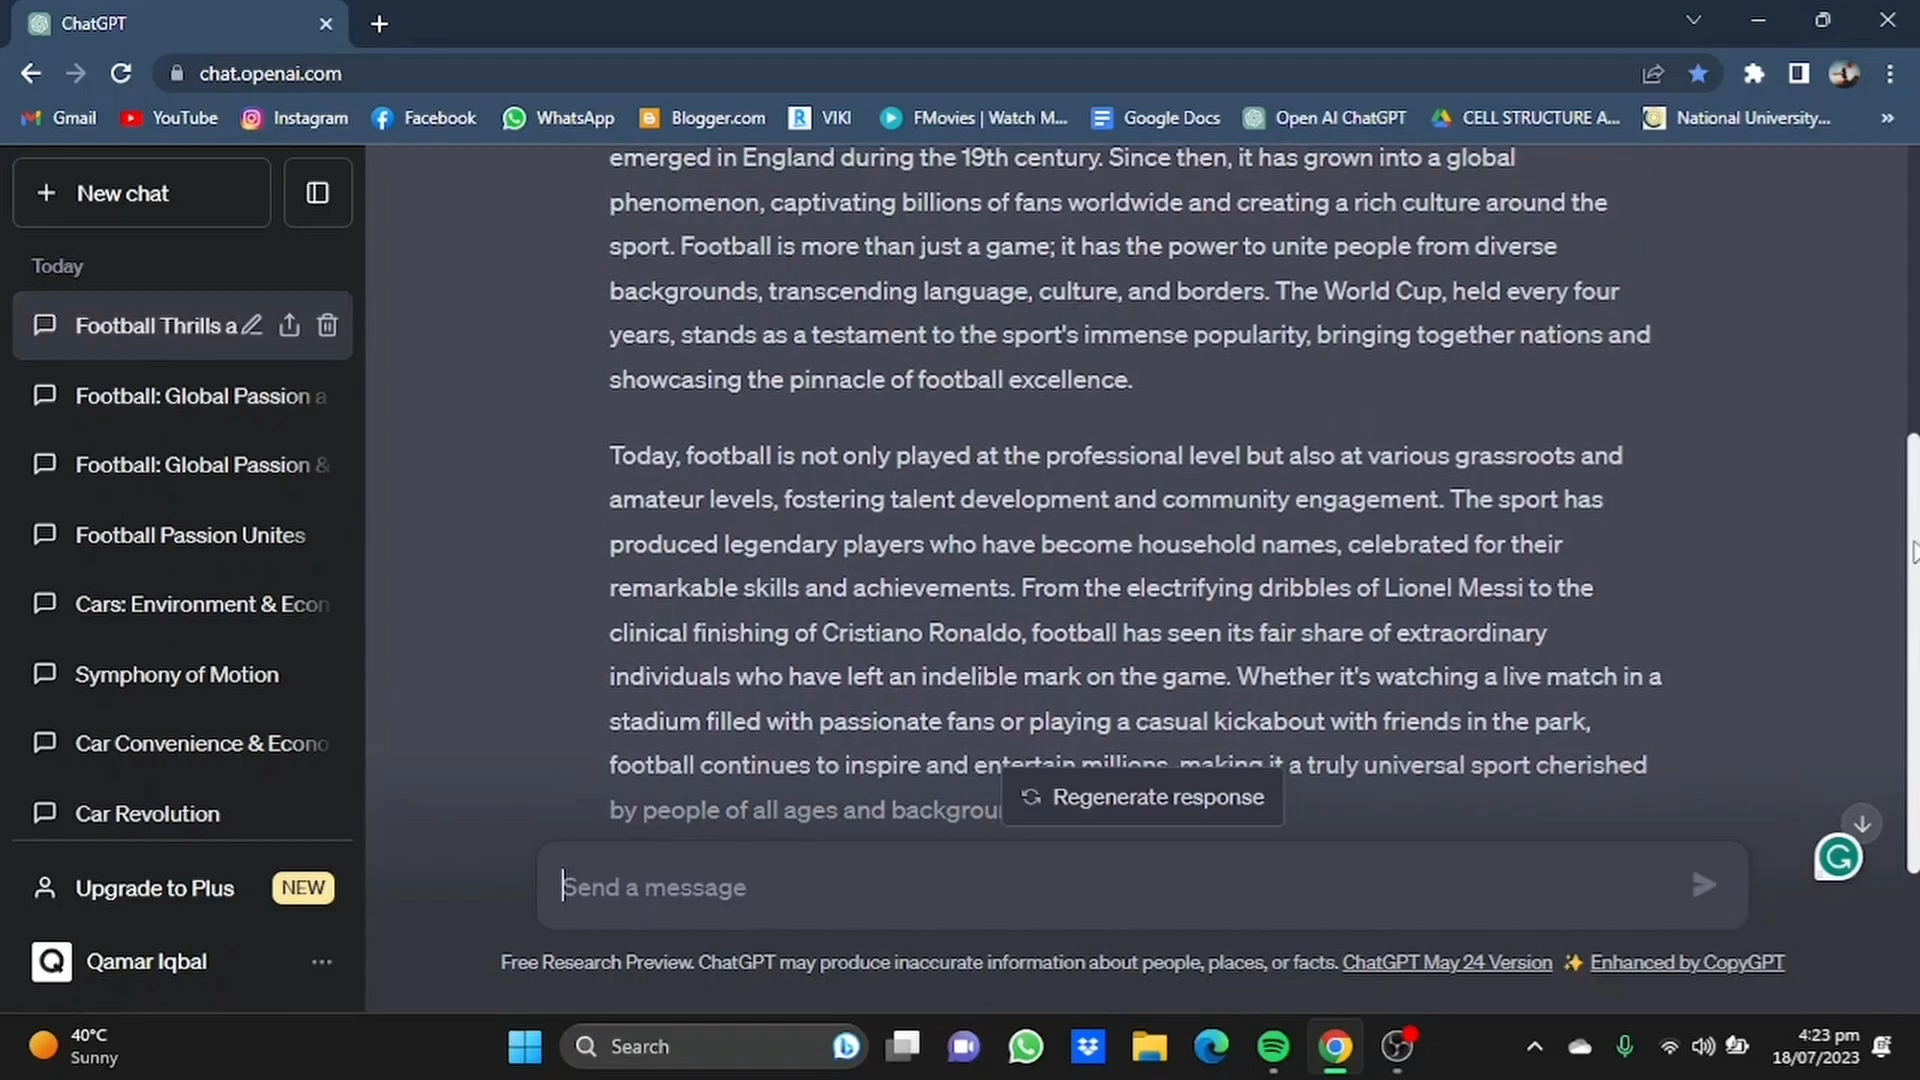 ChatGPT
chat.openai.com
Gmail
YouTube
Instagram
Facebook
WhatsApp
Blogger.com
VIKI
FMovies | Watch M...
Google Docs
Open AI ChatGPT
CELL STRUCTURE A...
National University...
New chat
Today
Football Thrills a
Football: Global Passion a
Football: Global Passion &
Football Passion Unites
Cars: Environment & Econ
Symphony of Motion
Car Convenience & Econo
Car Revolution
Upgrade to Plus NEW
Qamar Iqbal
emerged in England during the 19th century. Since then, it has grown into a global
phenomenon, captivating billions of fans worldwide and creating a rich culture around the
sport. Football is more than just a game; it has the power to unite people from diverse
backgrounds, transcending language, culture, and borders. The World Cup, held every four
years, stands as a testament to the sport's immense popularity, bringing together nations and
showcasing the pinnacle of football excellence.
Today, football is not only played at the professional level but also at various grassroots and
amateur levels, fostering talent development and community engagement. The sport has
produced legendary players who have become household names, celebrated for their
remarkable skills and achievements. From the electrifying dribbles of Lionel Messi to the
clinical finishing of Cristiano Ronaldo, football has seen its fair share of extraordinary
individuals who have left an indelible mark on the game. Whether it's watching a live match in a
stadium filled with passionate fans or playing a casual kickabout with friends in the park,
football continues to inspire and entertain millions, making it a truly universal sport cherished
by people of all ages and backgrou
Regenerate response
Send a message
Free Research Preview. ChatGPT may produce inaccurate information about people, places, or facts. ChatGPT May 24 Version ✨ Enhanced by CopyGPT
40°C
Sunny
Search
4:23 pm
18/07/2023